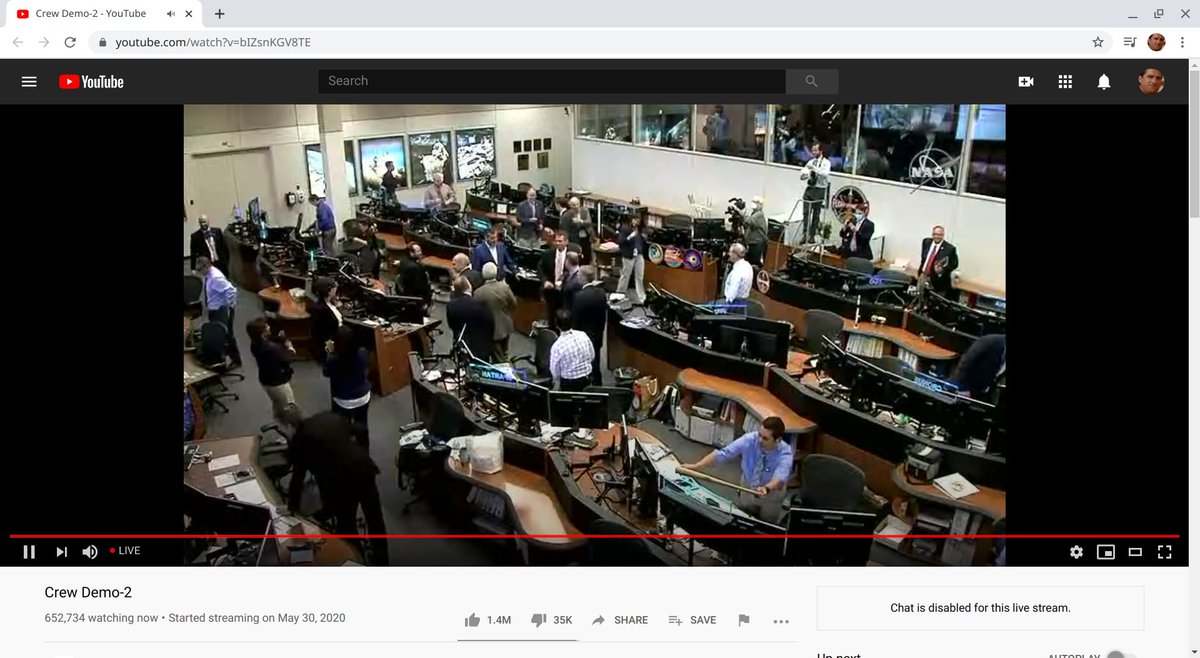 Crew Demo-2 - YouTube
youtube.com/watch?v=bIZsnKGV8TE
YouTube
Search
NASA
LIVE
Crew Demo-2
652,734 watching now • Started streaming on May 30, 2020
1.4M 35K SHARE SAVE
Chat is disabled for this live stream.
Up next AUTOPLAY